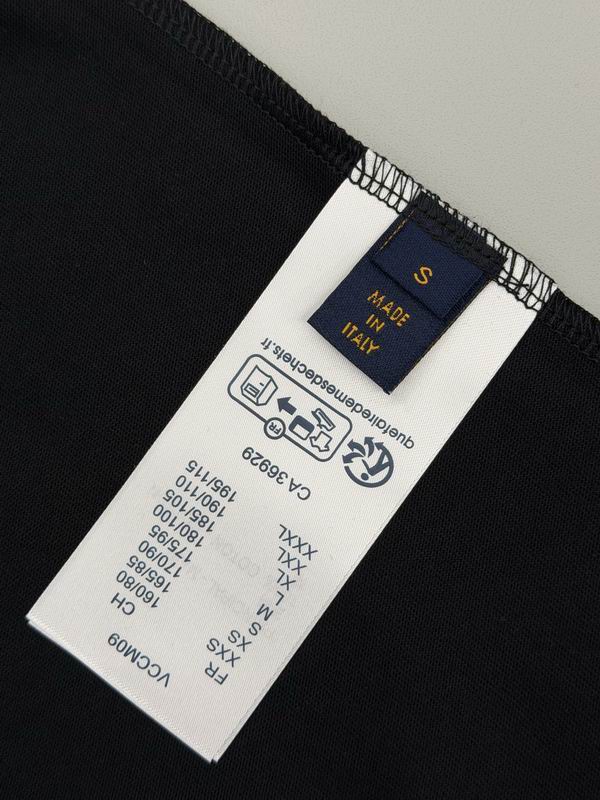 S
MADE
IN
ITALY
VCCM09
FR CH
XXS 160/80
XS 165/85
S 170/90
M 175/95
L 180/100
XL 185/105
XXL 190/110
XXXL 195/115
CA 36929
FR
quefairedemesdechets.fr